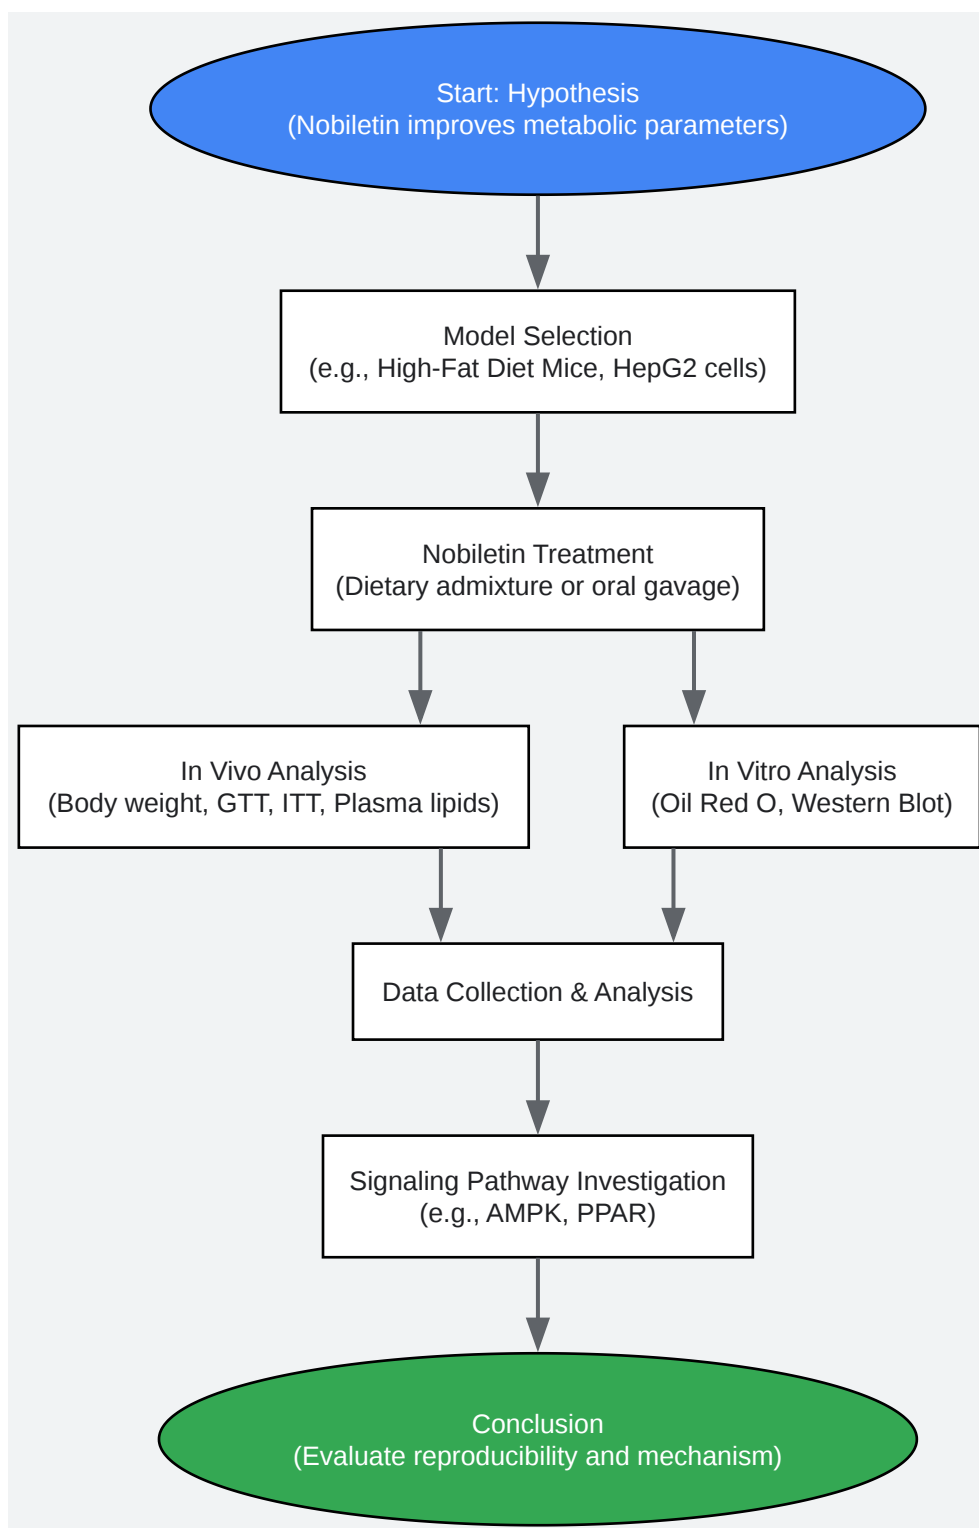 Start: Hypothesis
(Nobiletin improves metabolic parameters)
Model Selection
(e.g., High-Fat Diet Mice, HepG2 cells)
Nobiletin Treatment
(Dietary admixture or oral gavage)
In Vivo Analysis
(Body weight, GTT, ITT, Plasma lipids)
In Vitro Analysis
(Oil Red O, Western Blot)
Data Collection & Analysis
Signaling Pathway Investigation
(e.g., AMPK, PPAR)
Conclusion
(Evaluate reproducibility and mechanism)